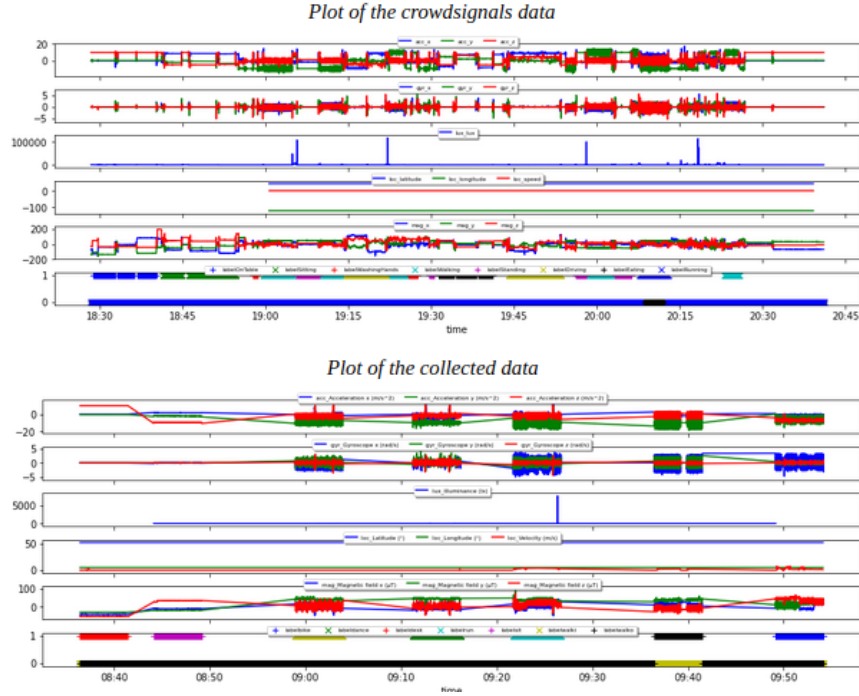 Plot of the crowdsignals data
acc_x acc_y acc_z
20
0
gyr_x gyr_y gyr_z
5
0
−5
lux_lux
100000
0
loc_latitude loc_longitude loc_speed
0
−100
mag_x mag_y mag_z
200
0
−200
labelOnTable labelSitting labelWashingHands labelWalking labelStanding labelDriving labelEating labelRunning
1
0
18:30 18:45 19:00 19:15 19:30 19:45 20:00 20:15 20:30 20:45
time
Plot of the collected data
acc_Acceleration x (m/s^2) acc_Acceleration y (m/s^2) acc_Acceleration z (m/s^2)
0
−20
gyr_Gyroscope x (rad/s) gyr_Gyroscope y (rad/s) gyr_Gyroscope z (rad/s)
5
0
−5
lux_Illuminance (lx)
5000
0
loc_Latitude (°) loc_Longitude (°) loc_Velocity (m/s)
50
0
mag_Magnetic field x (µT) mag_Magnetic field y (µT) mag_Magnetic field z (µT)
100
0
labelbike labeldance labeldesk labelrun labelsit
1
0
08:40 08:50 09:00 09:10 09:20 09:30 09:40 09:50
time